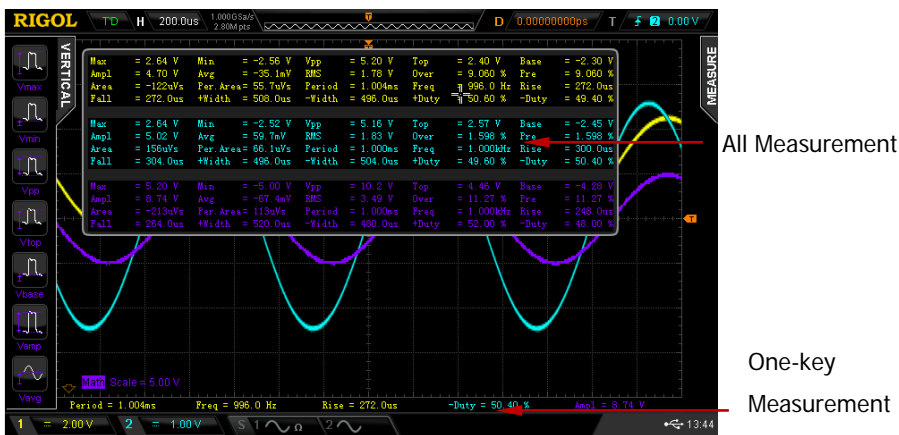 RIGOL T'D H 200.0us 1.000GSa/s 2.80M pts D 0.00000000ps T 2 0.00 V
VERTICAL
MEASURE
Max = 2.64 V Min = -2.56 V Vpp = 5.20 V Top = 2.40 V Base = -2.30 V
Ampl = 4.70 V Avg = -35.1mV RMS = 1.78 V Over = 9.060 % Pre = 9.060 %
Area = -122uVs Per.Area= 55.7uVs Period = 1.004ms Freq = 996.0 Hz Rise = 272.0us
Fall = 272.0us +Width = 508.0us -Width = 496.0us +Duty = 50.60 % -Duty = 49.40 %
Max = 2.64 V Min = -2.52 V Vpp = 5.16 V Top = 2.57 V Base = -2.45 V
Ampl = 5.02 V Avg = 59.7mV RMS = 1.83 V Over = 1.598 % Pre = 1.598 %
Area = 156uVs Per.Area= 66.1uVs Period = 1.000ms Freq = 1.000kHz Rise = 300.0us
Fall = 304.0us +Width = 496.0us -Width = 504.0us +Duty = 49.60 % -Duty = 50.40 %
Max = 5.20 V Min = -5.00 V Vpp = 10.2 V Top = 4.46 V Base = -4.28 V
Ampl = 8.74 V Avg = -67.4mV RMS = 3.49 V Over = 11.27 % Pre = 11.27 %
Area = -213uVs Per.Area= 113uVs Period = 1.000ms Freq = 1.000kHz Rise = 248.0us
Fall = 264.0us +Width = 520.0us -Width = 480.0us +Duty = 52.00 % -Duty = 48.00 %
All Measurement
Vmax
Vmin
Vpp
Vtop
Vbase
Vamp
Vavg
T
Math Scale = 5.00 V
One-key
Measurement
Period = 1.004ms Freq = 996.0 Hz Rise = 272.0us -Duty = 50.40 % Ampl = 8.74 V
1 = 2.00 V 2 = 1.00 V S 1 Ω 2 13:44